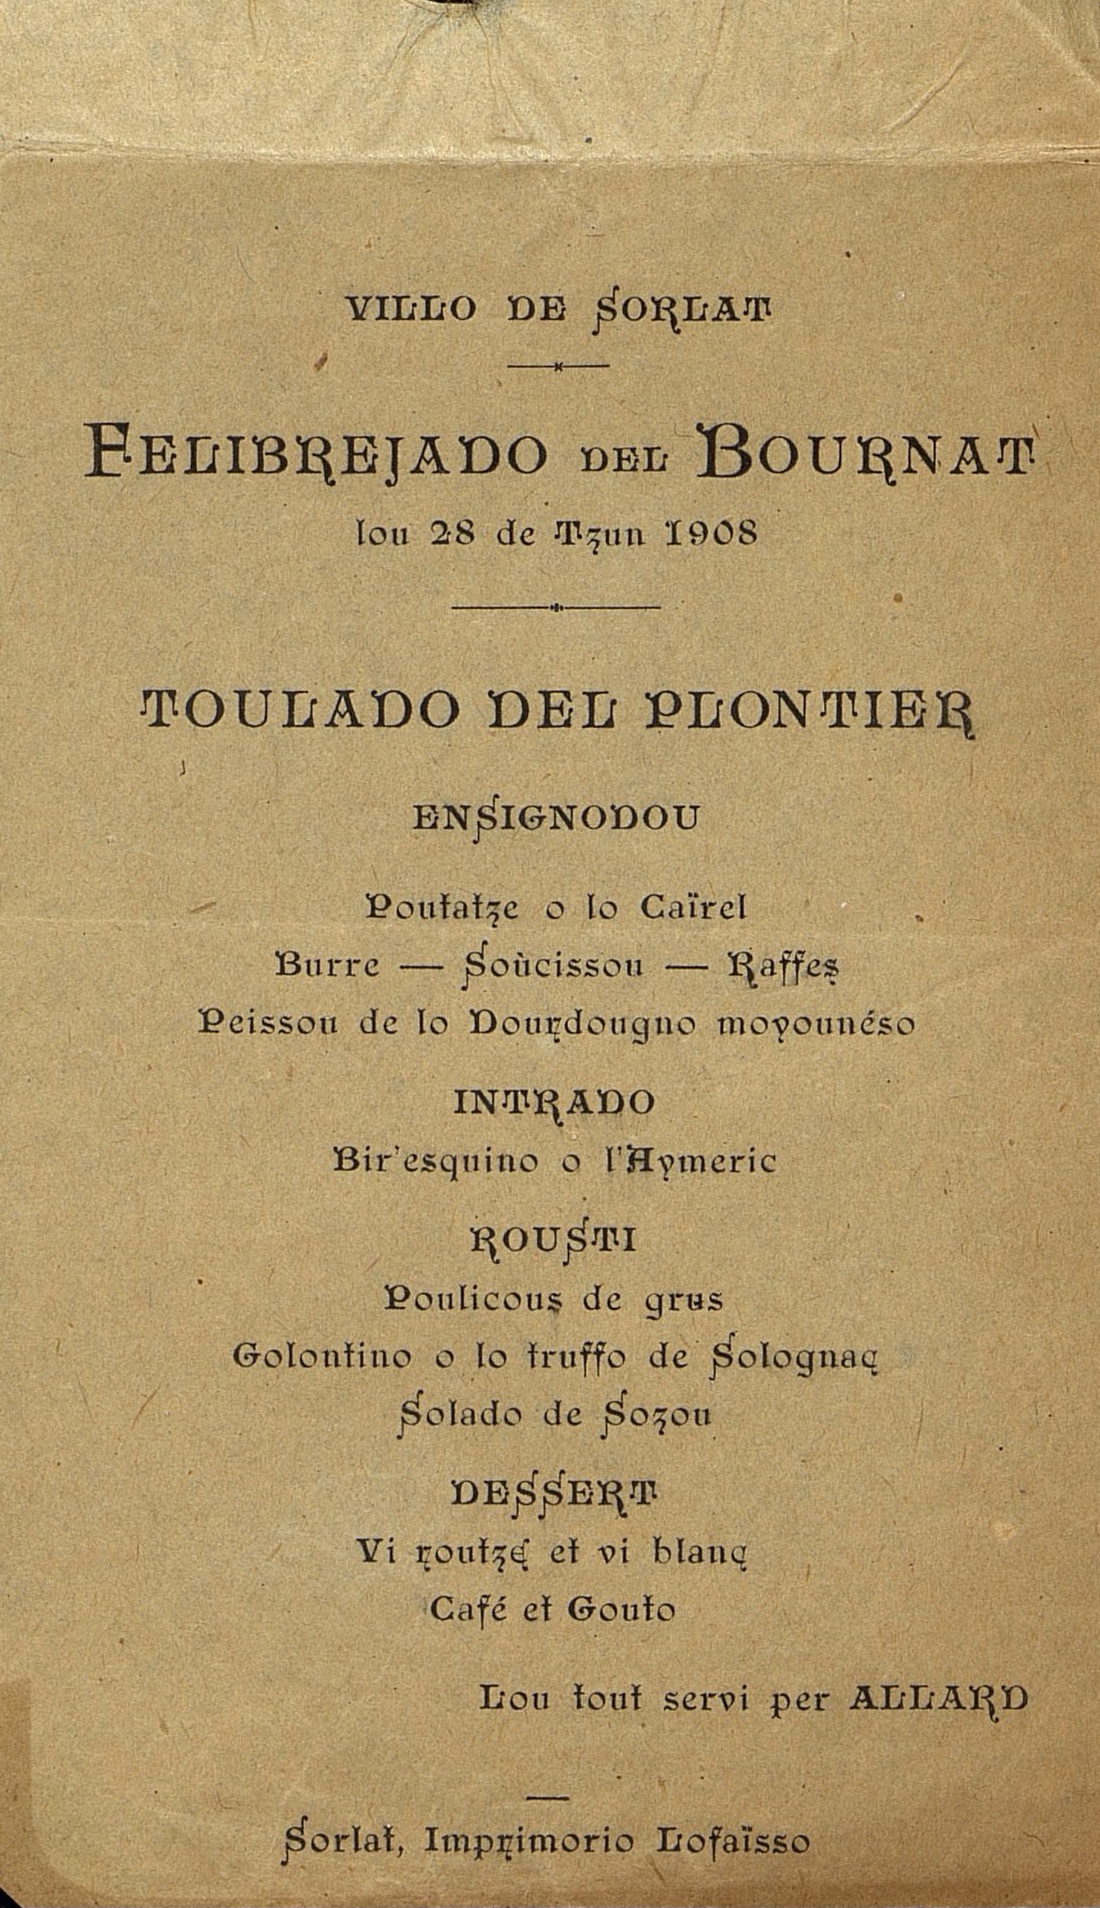 VILLO DE SORLAT
FELIBREJADO DEL BOURNAT
lou 28 de Tzun 1908
TOULADO DEL PLONTIER
ENSIGNODOU
Poutatze o lo Caïrel
Burre — Soùcissou — Raffes
Peissou de lo Dourdougno moyounéso
INTRADO
Bir'esquino o l'Aymeric
ROUSTI
Poulicous de grus
Golontino o lo truffo de Solognac
Solado de Sozou
DESSERT
Vi routze et vi blanc
Café et Gouto
Lou tout servi per ALLARD
Sorlat, Imprimorio Lofaïsso